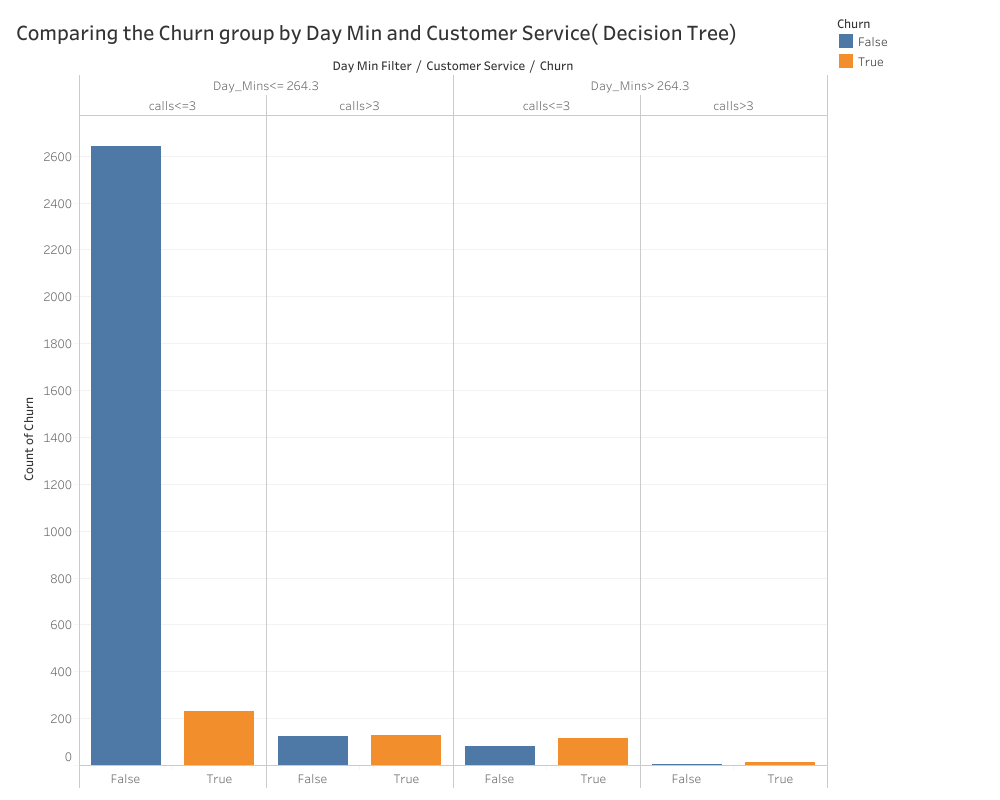 Comparing the Churn group by Day Min and Customer Service( Decision Tree)
Churn
False
True
Day Min Filter / Customer Service / Churn
Day_Mins<= 264.3 Day_Mins> 264.3
calls<=3 calls>3 calls<=3 calls>3
2600
2400
2200
2000
1800
1600
1400
1200
1000
800
600
400
200
0
Count of Churn
False True False True False True False True